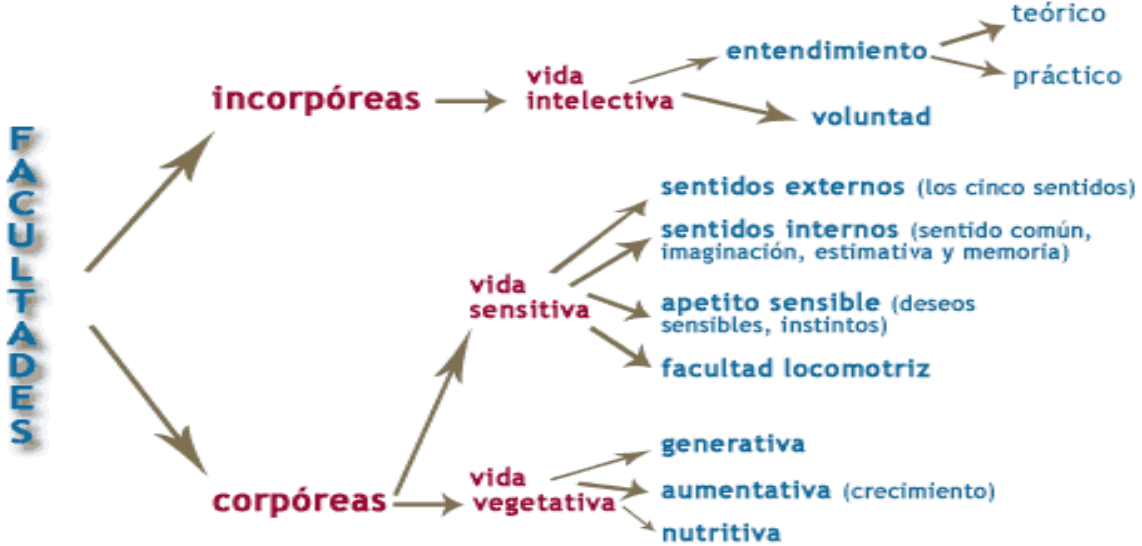 FACULTADES
incorpóreas
vida
intelectiva
entendimiento
teórico
práctico
voluntad
corpóreas
vida
sensitiva
sentidos externos (los cinco sentidos)
sentidos internos (sentido común,
imaginación, estimativa y memoria)
apetito sensible (deseos
sensibles, instintos)
facultad locomotriz
vida
vegetativa
generativa
aumentativa (crecimiento)
nutritiva